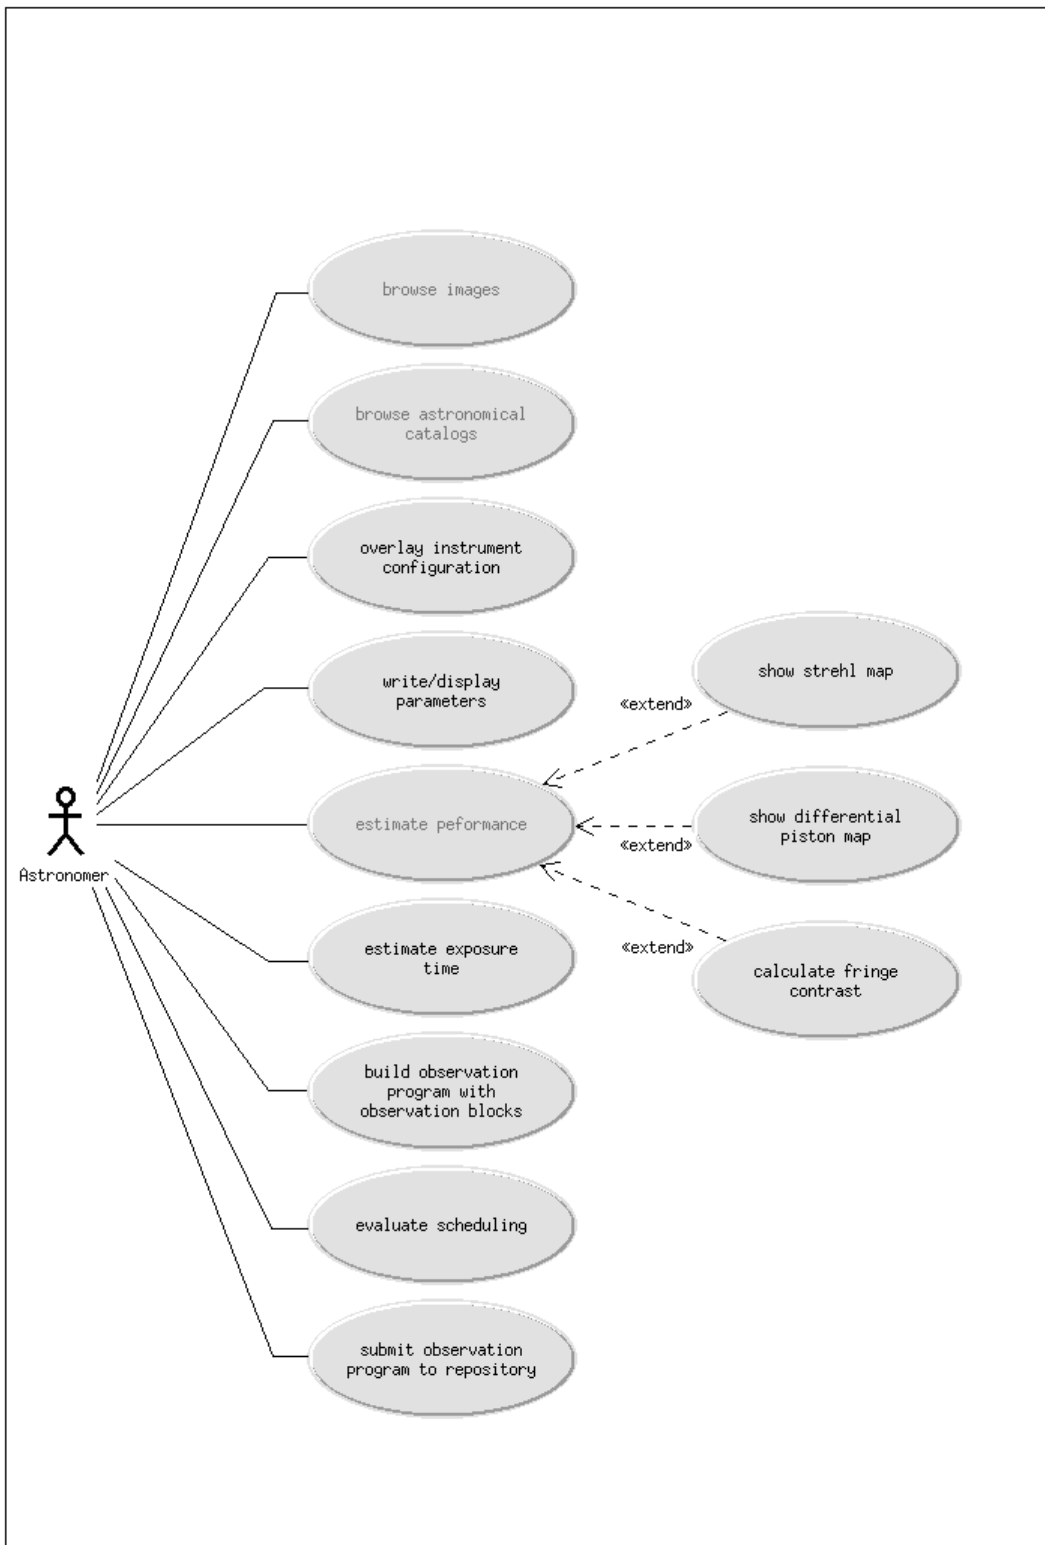 browse images
browse astronomical
catalogs
overlay instrument
configuration
write/display
parameters
estimate peformance
estimate exposure
time
build observation
program with
observation blocks
evaluate scheduling
submit observation
program to repository
Astronomer
«extend»
«extend»
«extend»
show strehl map
show differential
piston map
calculate fringe
contrast